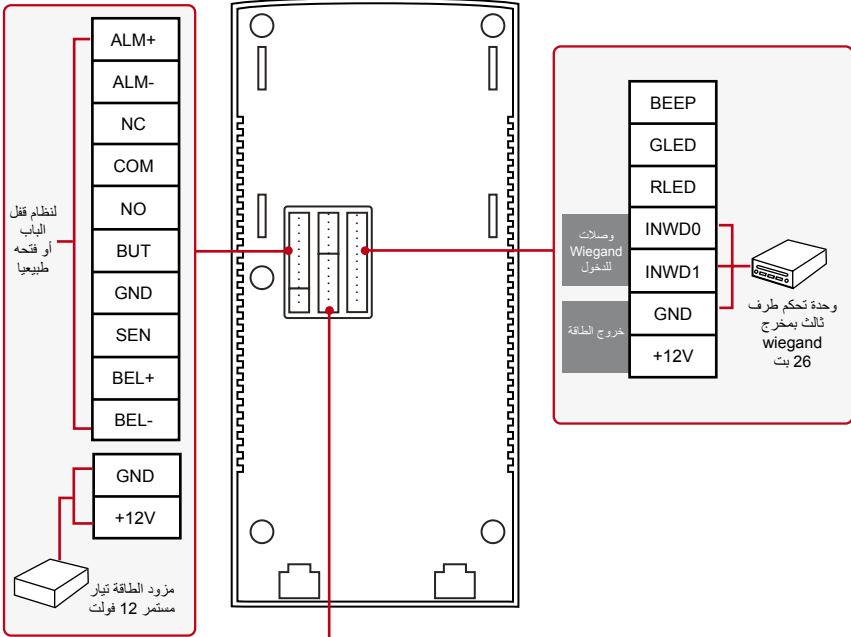 ALM+
ALM-
NC
COM
NO
BUT
GND
SEN
BEL+
BEL-
لنظام قفل
الباب
أو فتحه
طبيعيا
GND
+12V
مزود الطاقة تيار
مستمر 12 فولت
BEEP
GLED
RLED
INWD0
INWD1
GND
+12V
وصلات
Wiegand
للدخول
خروج الطاقة
وحدة تحكم طرف
ثالث بمخرج
wiegand
26 بت